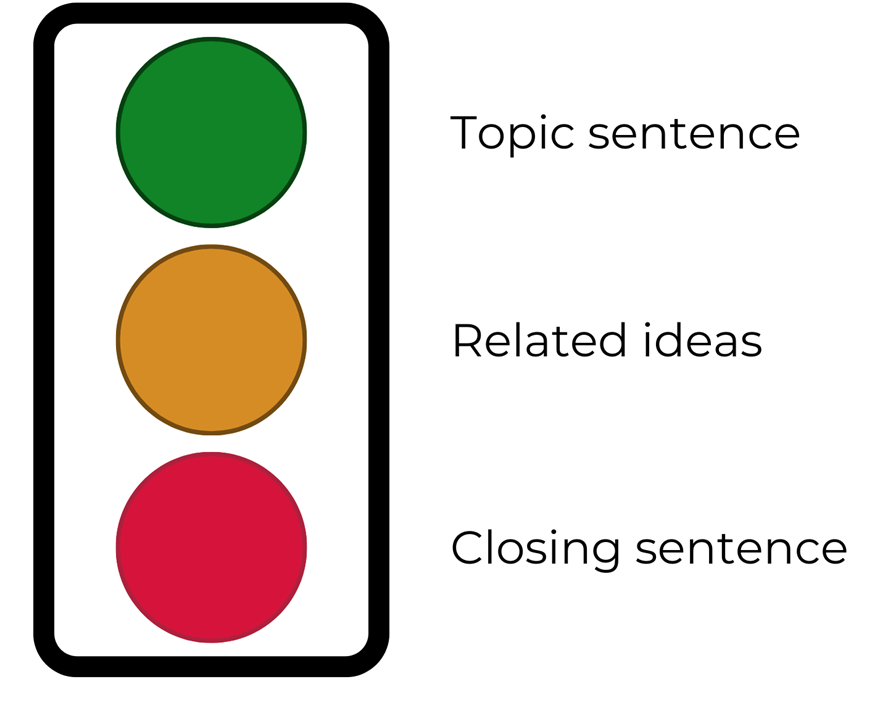 Topic sentence
Related ideas
Closing sentence